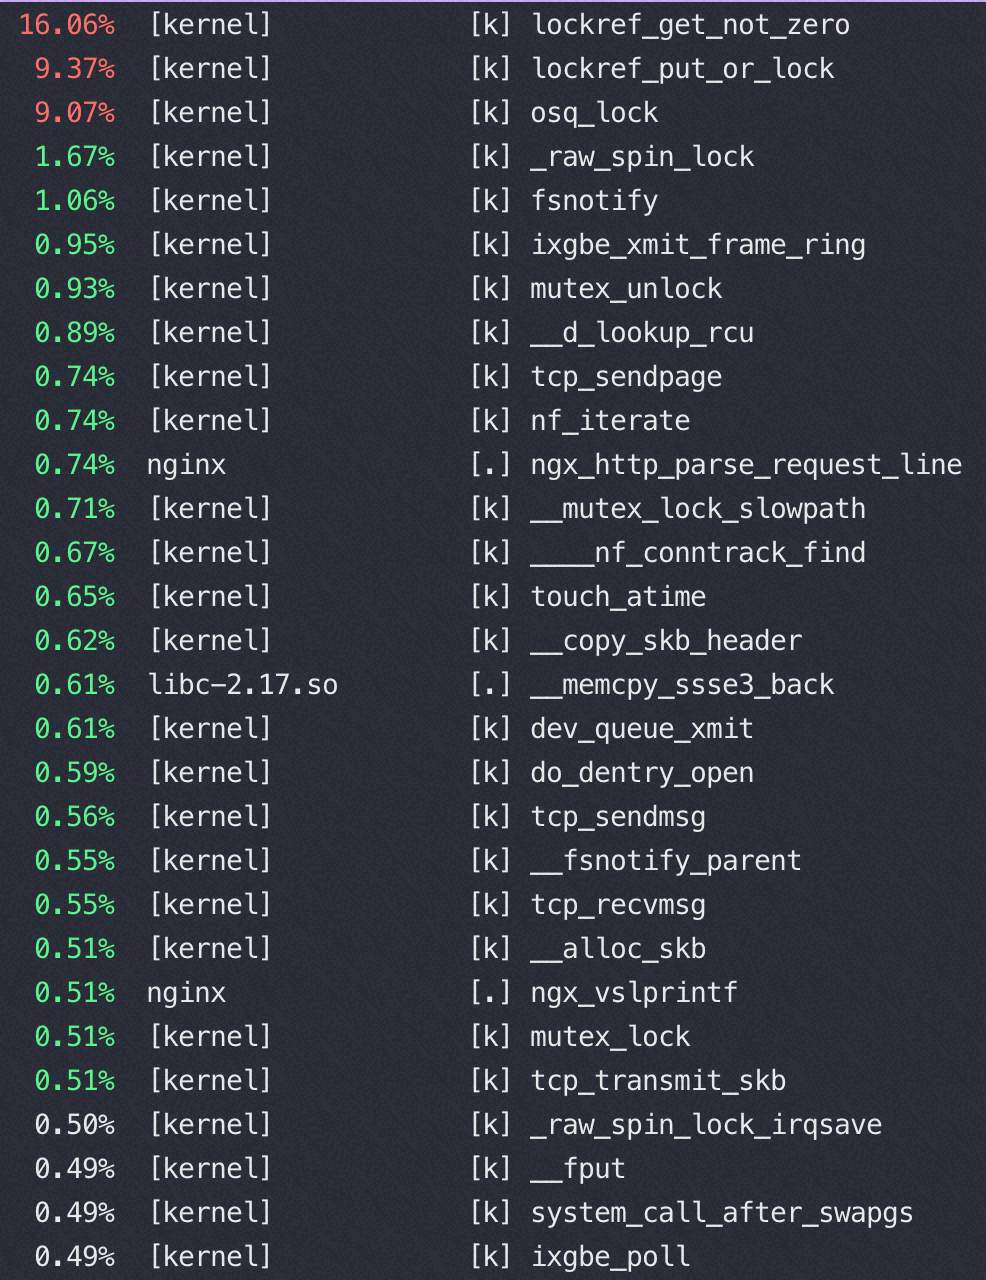 16.06% [kernel] [k] lockref_get_not_zero
9.37% [kernel] [k] lockref_put_or_lock
9.07% [kernel] [k] osq_lock
1.67% [kernel] [k] _raw_spin_lock
1.06% [kernel] [k] fsnotify
0.95% [kernel] [k] ixgbe_xmit_frame_ring
0.93% [kernel] [k] mutex_unlock
0.89% [kernel] [k] __d_lookup_rcu
0.74% [kernel] [k] tcp_sendpage
0.74% [kernel] [k] nf_iterate
0.74% nginx [.] ngx_http_parse_request_line
0.71% [kernel] [k] __mutex_lock_slowpath
0.67% [kernel] [k] ____nf_conntrack_find
0.65% [kernel] [k] touch_atime
0.62% [kernel] [k] __copy_skb_header
0.61% libc-2.17.so [.] __memcpy_ssse3_back
0.61% [kernel] [k] dev_queue_xmit
0.59% [kernel] [k] do_dentry_open
0.56% [kernel] [k] tcp_sendmsg
0.55% [kernel] [k] __fsnotify_parent
0.55% [kernel] [k] tcp_recvmsg
0.51% [kernel] [k] __alloc_skb
0.51% nginx [.] ngx_vslprintf
0.51% [kernel] [k] mutex_lock
0.51% [kernel] [k] tcp_transmit_skb
0.50% [kernel] [k] _raw_spin_lock_irqsave
0.49% [kernel] [k] __fput
0.49% [kernel] [k] system_call_after_swapgs
0.49% [kernel] [k] ixgbe_poll